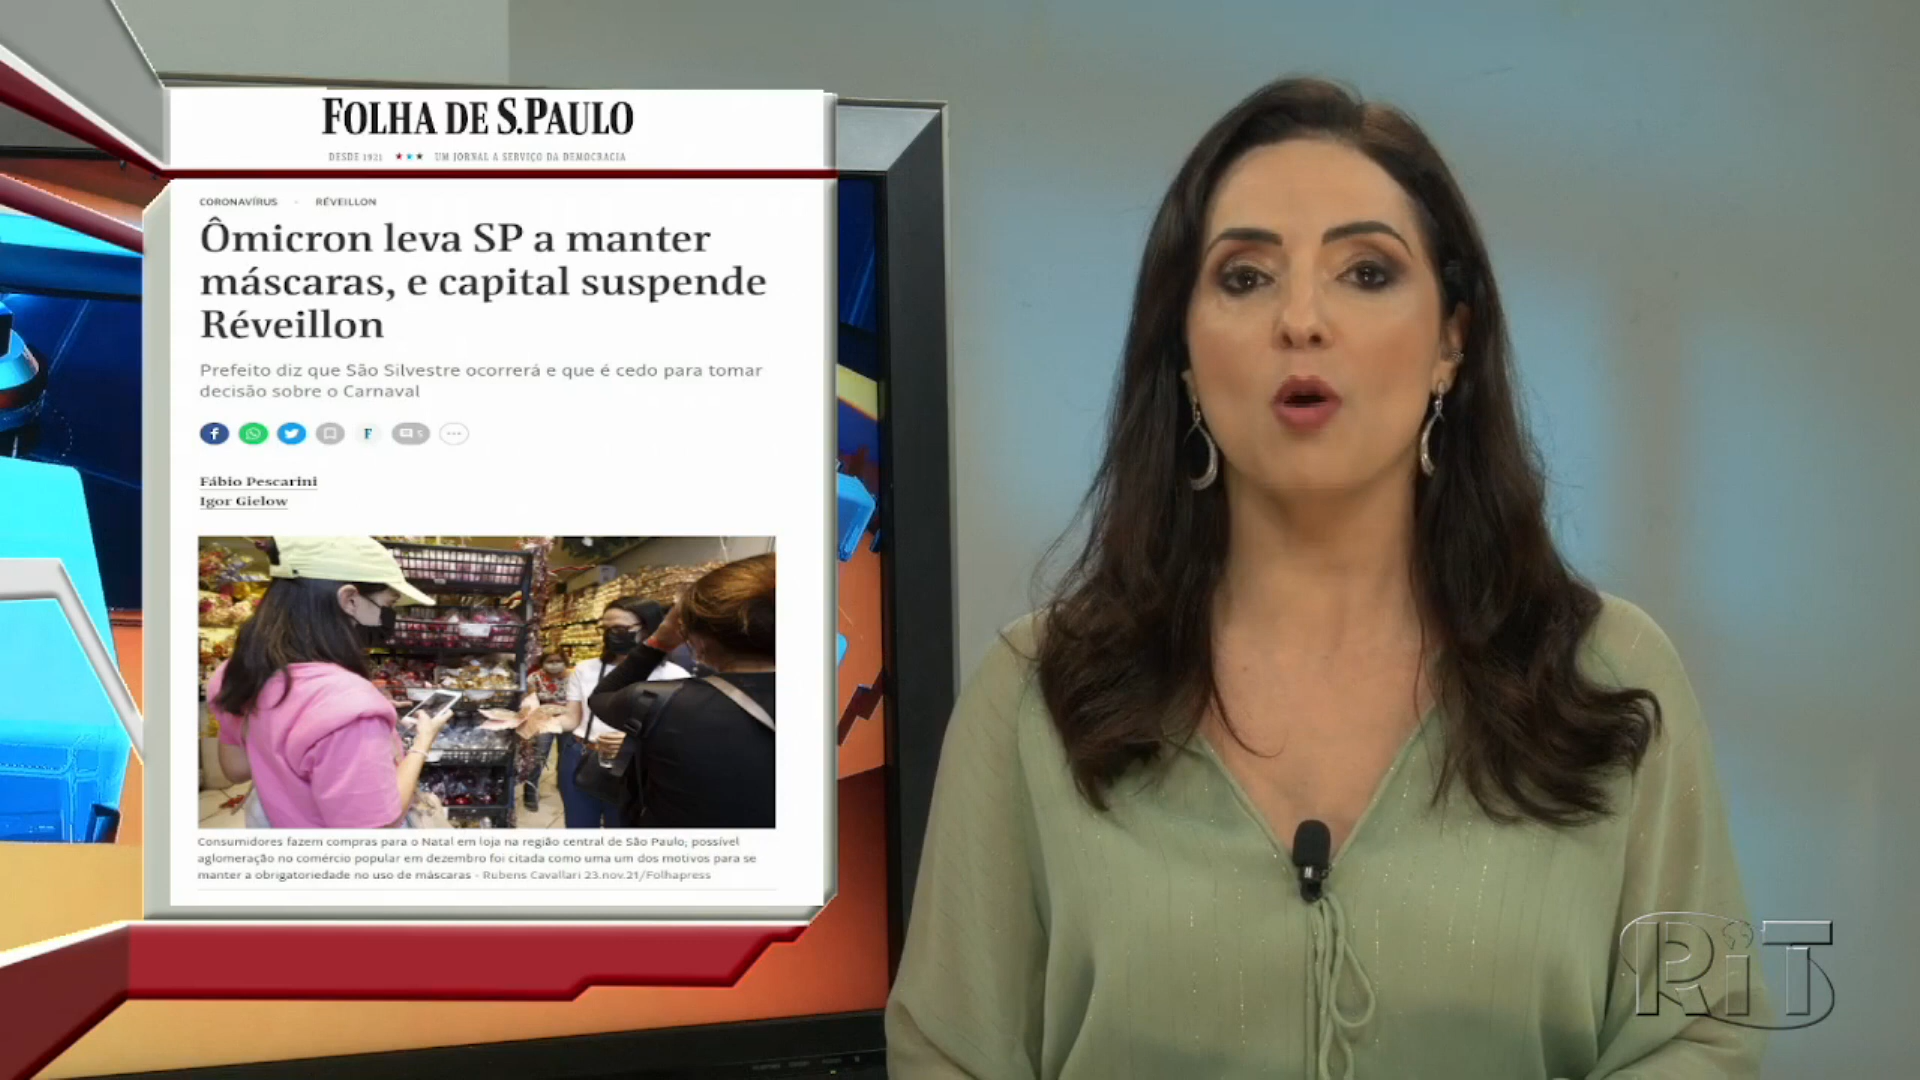 FOLHA DE S.PAULO
DESDE 1921 ★★★ UM JORNAL A SERVIÇO DA DEMOCRACIA
CORONAVÍRUS - RÉVEILLON
Ômicron leva SP a manter
máscaras, e capital suspende
Réveillon
Prefeito diz que São Silvestre ocorrerá e que é cedo para tomar
decisão sobre o Carnaval
F 5
Fábio Pescarini
Igor Gielow
Consumidores fazem compras para o Natal em loja na região central de São Paulo; possível
aglomeração no comércio popular em dezembro foi citada como uma um dos motivos para se
manter a obrigatoriedade no uso de máscaras - Rubens Cavallari 23.nov.21/Folhapress
RiT